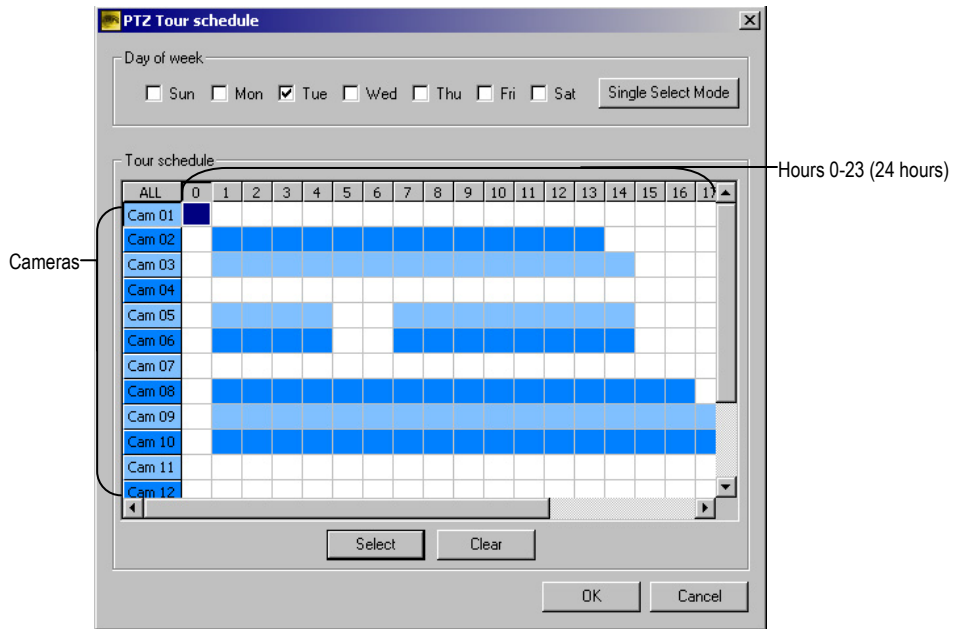 PTZ Tour schedule
Day of week
Sun Mon Tue Wed Thu Fri Sat Single Select Mode
Tour schedule
Hours 0-23 (24 hours)
ALL 0 1 2 3 4 5 6 7 8 9 10 11 12 13 14 15 16 17
Cam 01
Cam 02
Cameras
Cam 03
Cam 04
Cam 05
Cam 06
Cam 07
Cam 08
Cam 09
Cam 10
Cam 11
Cam 12
Select Clear
OK Cancel